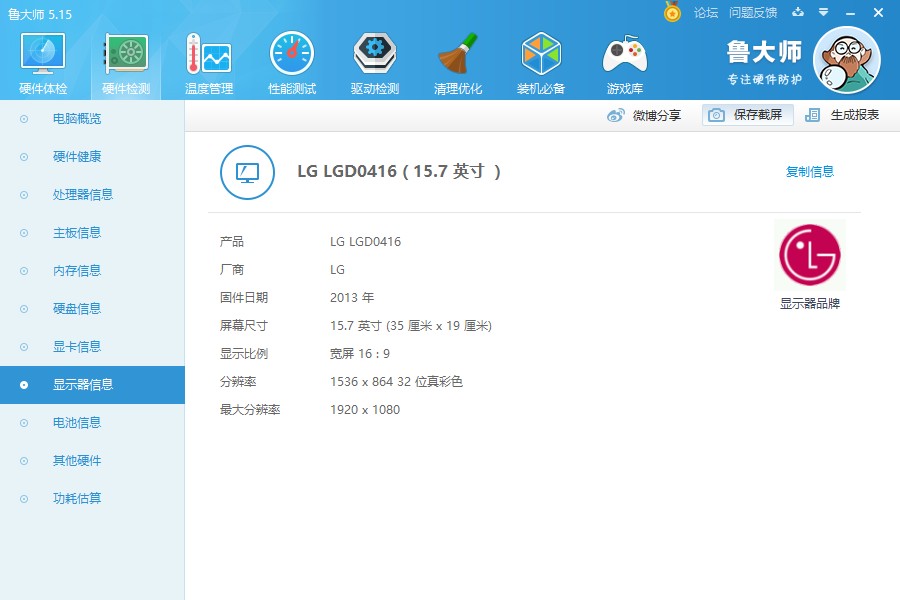 鲁大师 5.15
论坛 问题反馈
硬件体检 硬件检测 温度管理 性能测试 驱动检测 清理优化 装机必备 游戏库
鲁大师
专注硬件防护
微博分享 保存截屏 生成报表
电脑概览
硬件健康
处理器信息
主板信息
内存信息
硬盘信息
显卡信息
显示器信息
电池信息
其他硬件
功耗估算
LG LGD0416 ( 15.7 英寸 )
复制信息
产品 LG LGD0416
厂商 LG
固件日期 2013 年
屏幕尺寸 15.7 英寸 (35 厘米 x 19 厘米)
显示比例 宽屏 16 : 9
分辨率 1536 x 864 32 位真彩色
最大分辨率 1920 x 1080
显示器品牌